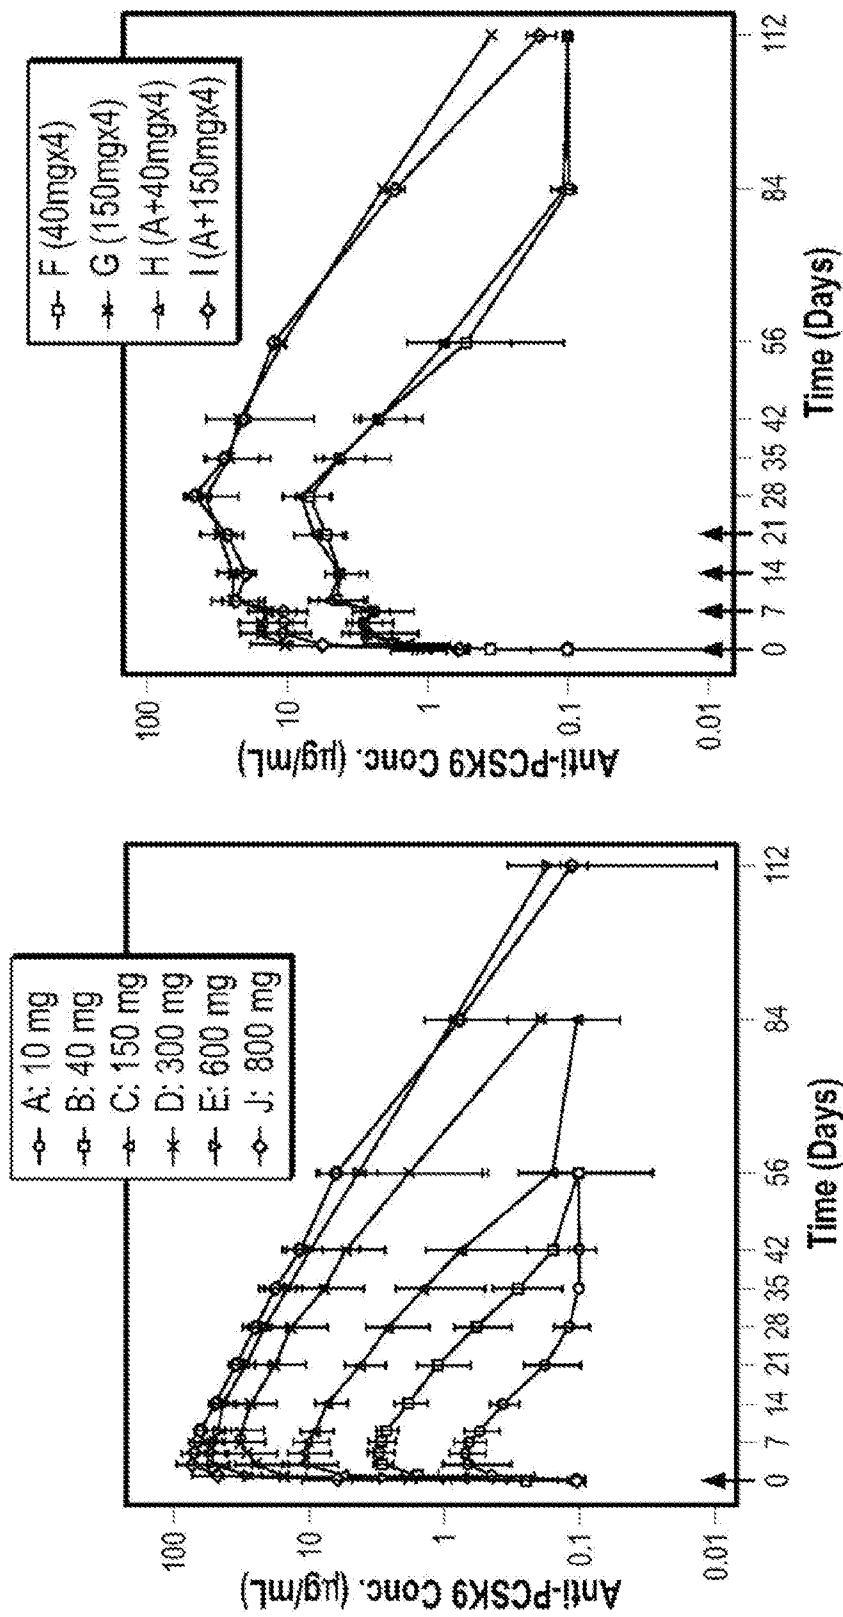 Anti-PCSK9 Conc. (µg/mL)
100
10
1
0.1
0.01
A: 10 mg
B: 40 mg
C: 150 mg
D: 300 mg
E: 600 mg
J: 800 mg
0 7 14 21 28 35 42 56 84 112
Time (Days)
Anti-PCSK9 Conc. (µg/mL)
100
10
1
0.1
0.01
F (40mgx4)
G (150mgx4)
H (A+40mgx4)
I (A+150mgx4)
0 7 14 21 28 35 42 56 84 112
Time (Days)